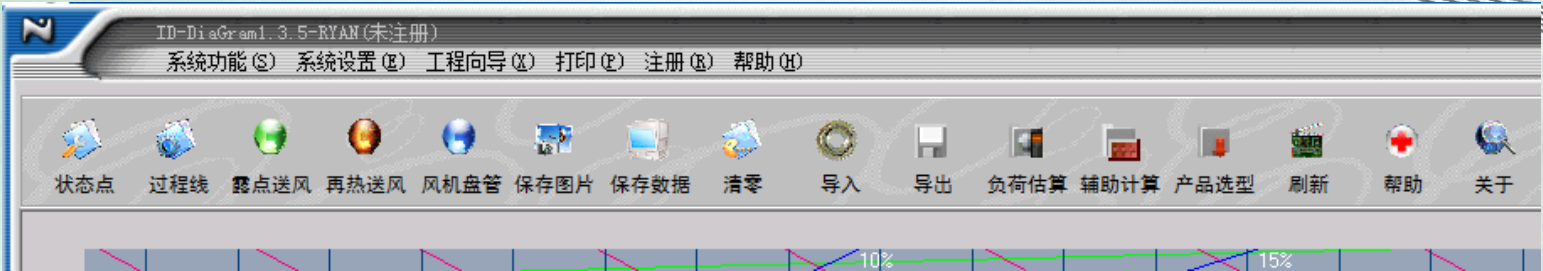 ID-DiaGram1.3.5-RYAN(未注册)
系统功能(S) 系统设置(E) 工程向导(X) 打印(P) 注册(R) 帮助(H)
状态点 过程线 露点送风 再热送风 风机盘管 保存图片 保存数据 清零 导入 导出 负荷估算 辅助计算 产品选型 刷新 帮助 关于
10% 15%